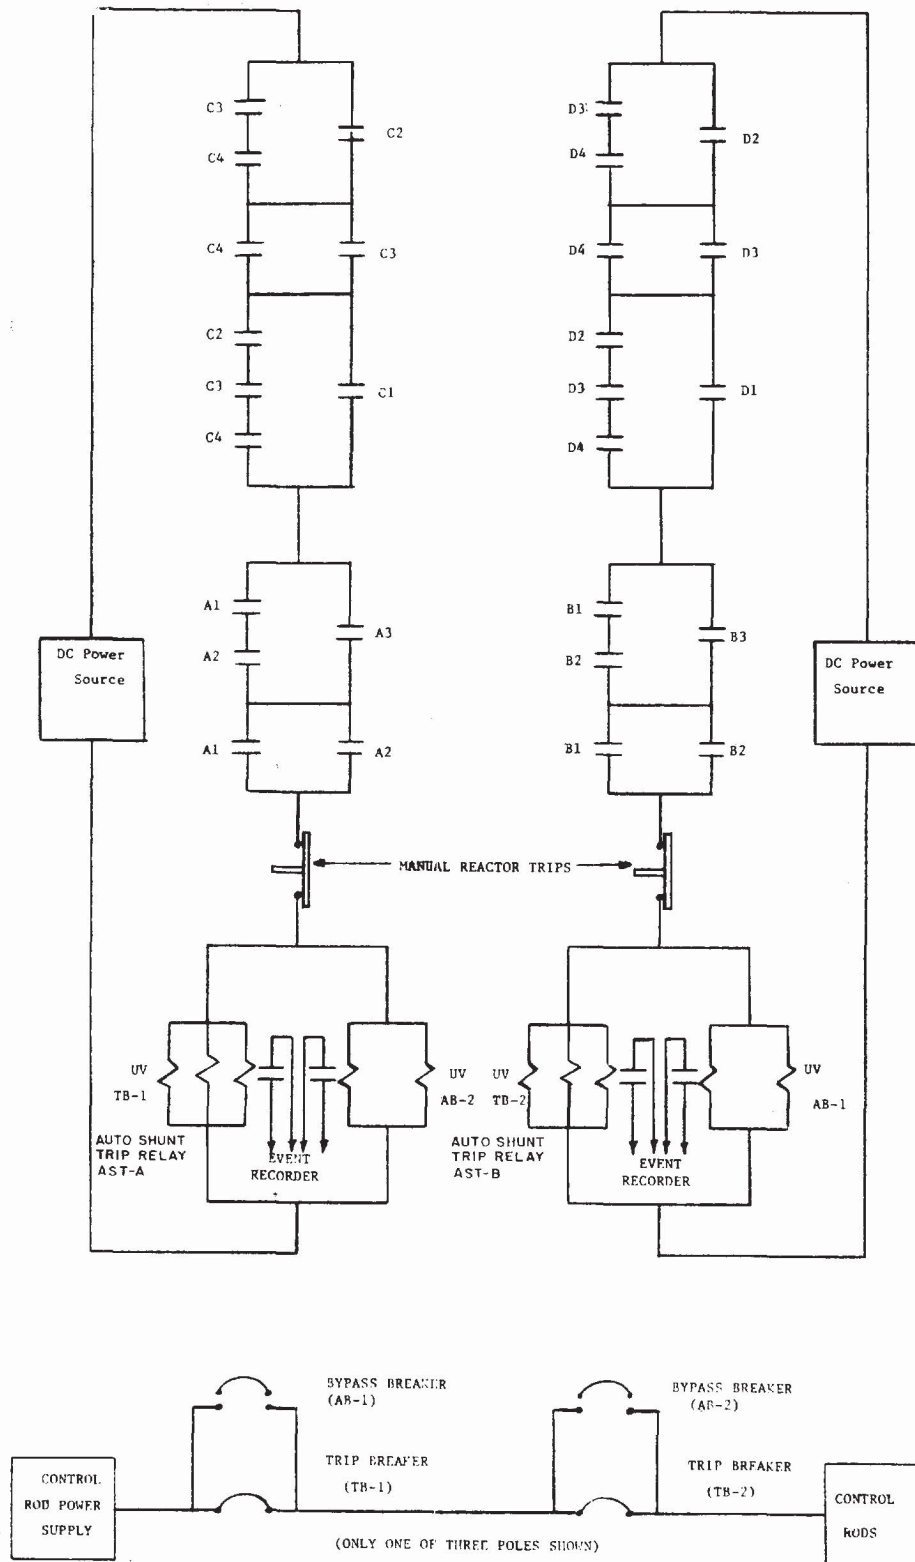 C3
C2
C4
C4
C3
C2
C3
C1
C4
D3
D2
D4
D4
D3
D2
D3
D1
D4
A1
A3
A2
A1
A2
B1
B3
B2
B1
B2
DC Power
Source
DC Power
Source
MANUAL REACTOR TRIPS
UV
TB-1
UV
AB-2
AUTO SHUNT
TRIP RELAY
AST-A
EVENT
RECORDER
UV
TB-2
UV
AB-1
AUTO SHUNT
TRIP RELAY
AST-B
EVENT
RECORDER
BYPASS BREAKER
(AB-1)
BYPASS BREAKER
(AB-2)
TRIP BREAKER
(TB-1)
TRIP BREAKER
(TB-2)
CONTROL
ROD POWER
SUPPLY
CONTROL
RODS
(ONLY ONE OF THREE POLES SHOWN)